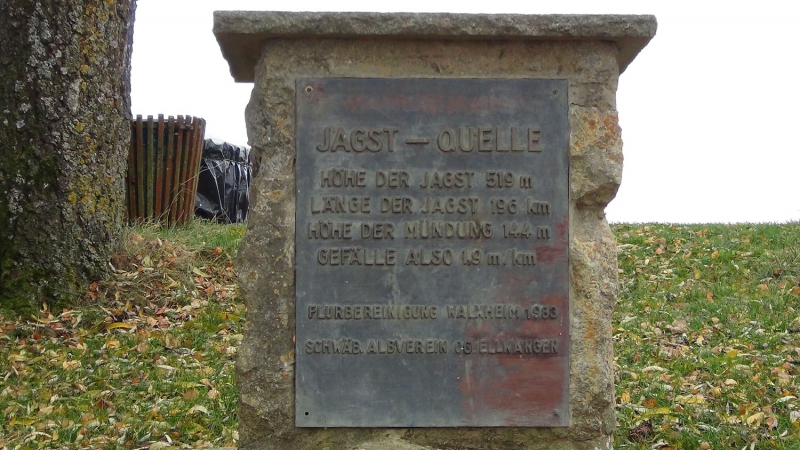 JAGST – QUELLE
HÖHE DER JAGST 519 m
LÄNGE DER JAGST 196 km
HÖHE DER MÜNDUNG 144 m
GEFÄLLE ALSO 1.9 m. km
FLURBEREINIGUNG WALXHEIM 1983
SCHWÄB. ALBVEREIN OG ELLWANGEN